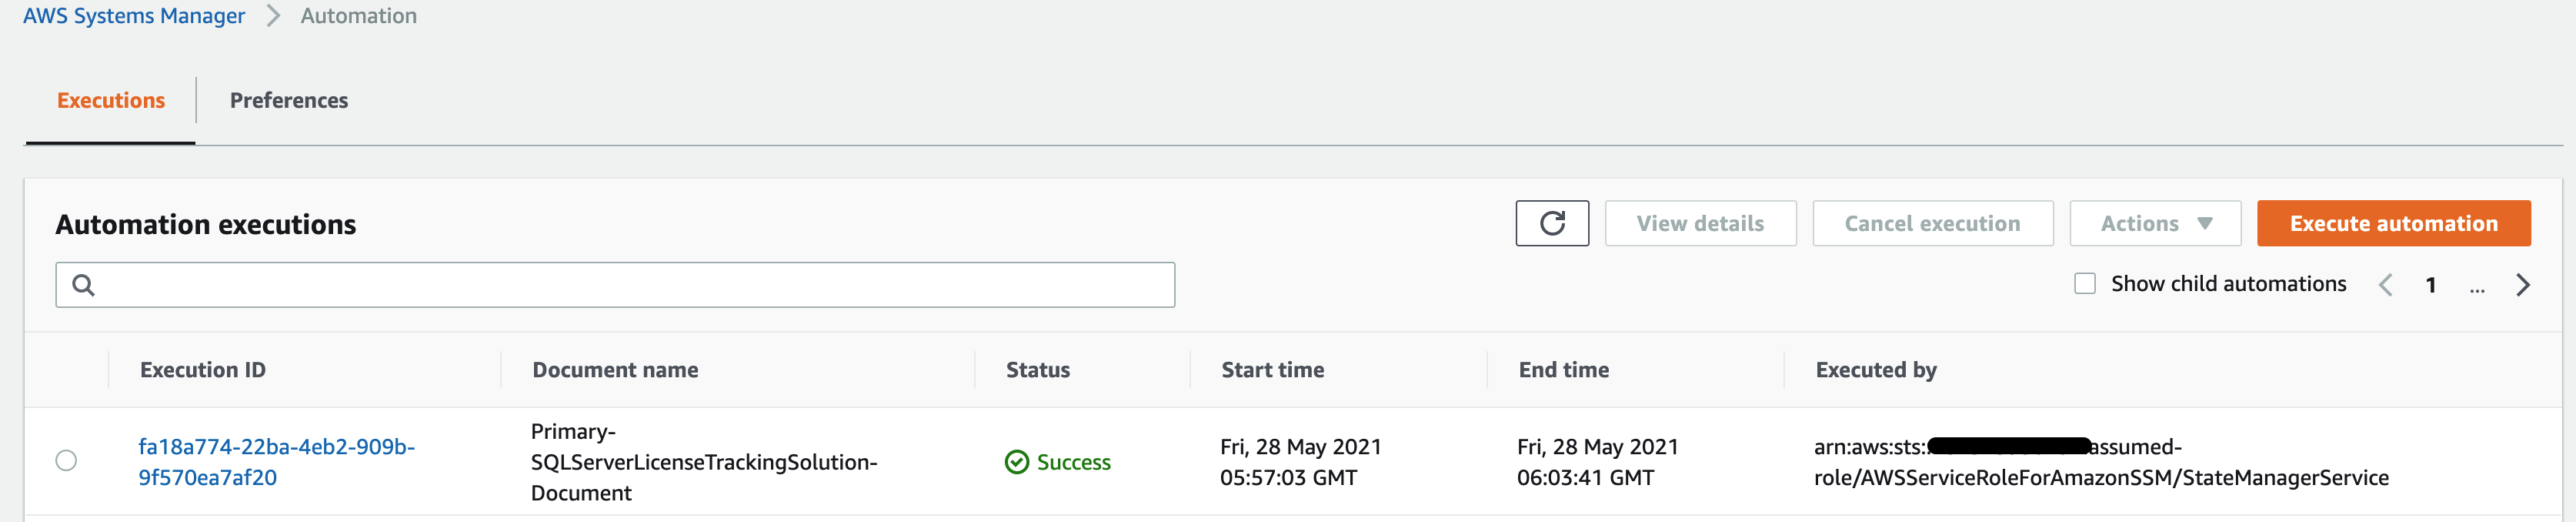 AWS Systems Manager > Automation
Executions
Preferences
Automation executions
View details
Cancel execution
Actions
Execute automation
Show child automations
1
...
Execution ID
Document name
Status
Start time
End time
Executed by
fa18a774-22ba-4eb2-909b-
9f570ea7af20
Primary-
SQLServerLicenseTrackingSolution-
Document
Success
Fri, 28 May 2021
05:57:03 GMT
Fri, 28 May 2021
06:03:41 GMT
arn:aws:sts: assumed-
role/AWSServiceRoleForAmazonSSM/StateManagerService